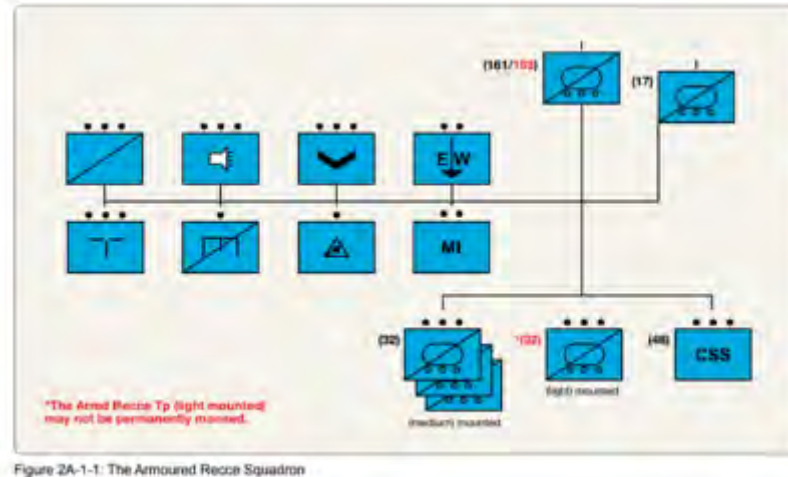 (161/193)
(17)
E W
MI
(32)
*(32)
(48)
CSS
(light) mounted
(medium) mounted
*The Armd Recce Tp (light mounted)
may not be permanently manned.
Figure 2A-1-1: The Armoured Recce Squadron